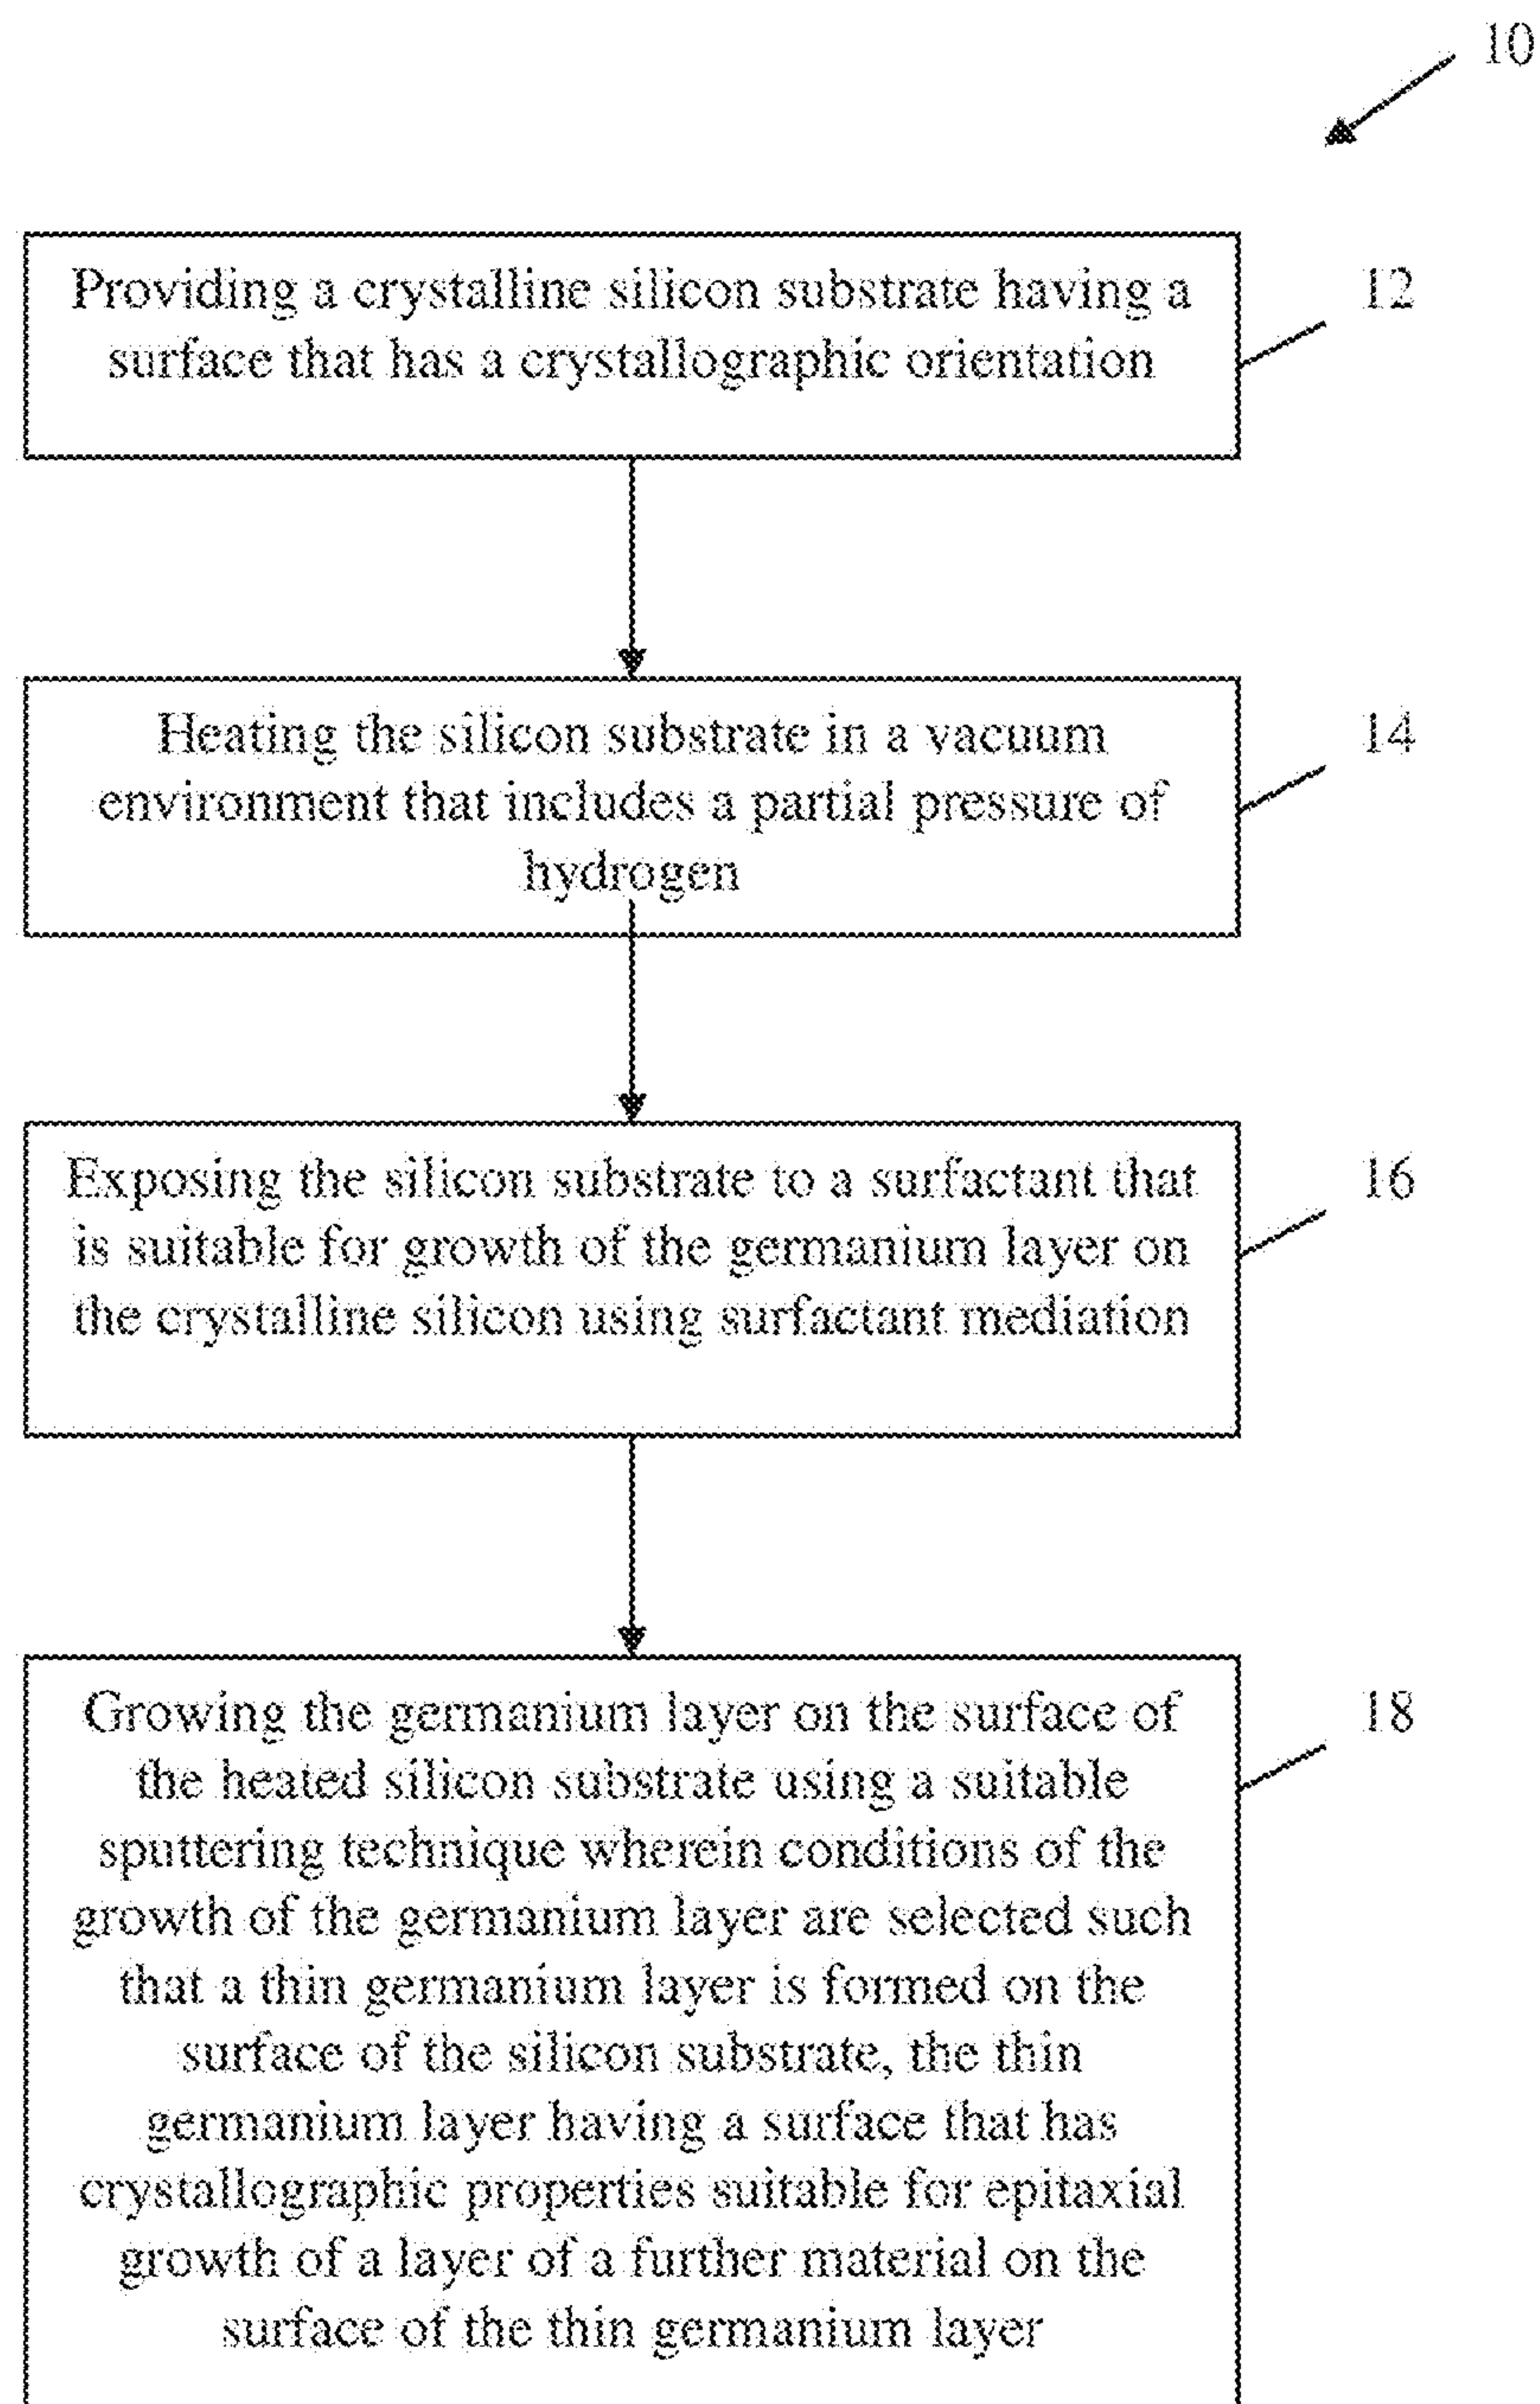 10
Providing a crystalline silicon substrate having a
surface that has a crystallographic orientation
12
Heating the silicon substrate in a vacuum
environment that includes a partial pressure of
hydrogen
14
Exposing the silicon substrate to a surfactant that
is suitable for growth of the germanium layer on
the crystalline silicon using surfactant mediation
16
Growing the germanium layer on the surface of
the heated silicon substrate using a suitable
sputtering technique wherein conditions of the
growth of the germanium layer are selected such
that a thin germanium layer is formed on the
surface of the silicon substrate, the thin
germanium layer having a surface that has
crystallographic properties suitable for epitaxial
growth of a layer of a further material on the
surface of the thin germanium layer
18